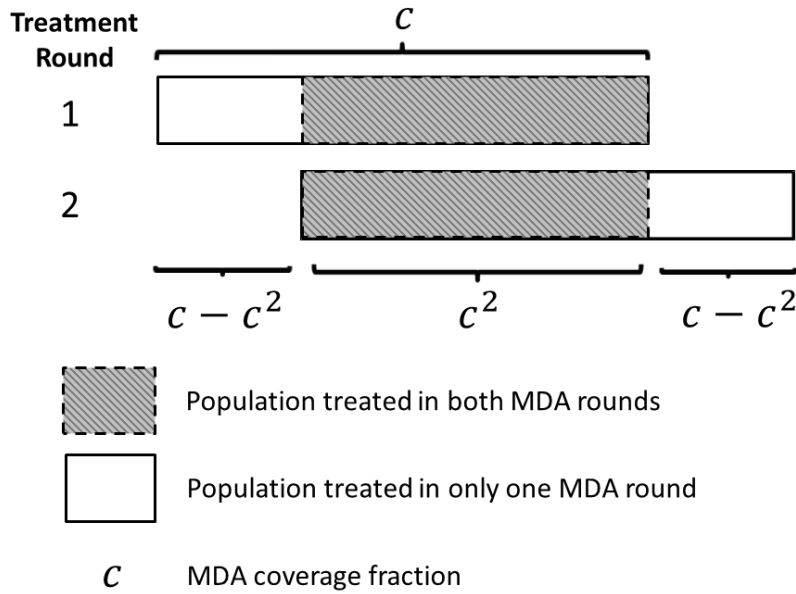 Treatment
Round
c
1
2
c − c²
c²
c − c²
Population treated in both MDA rounds
Population treated in only one MDA round
c MDA coverage fraction